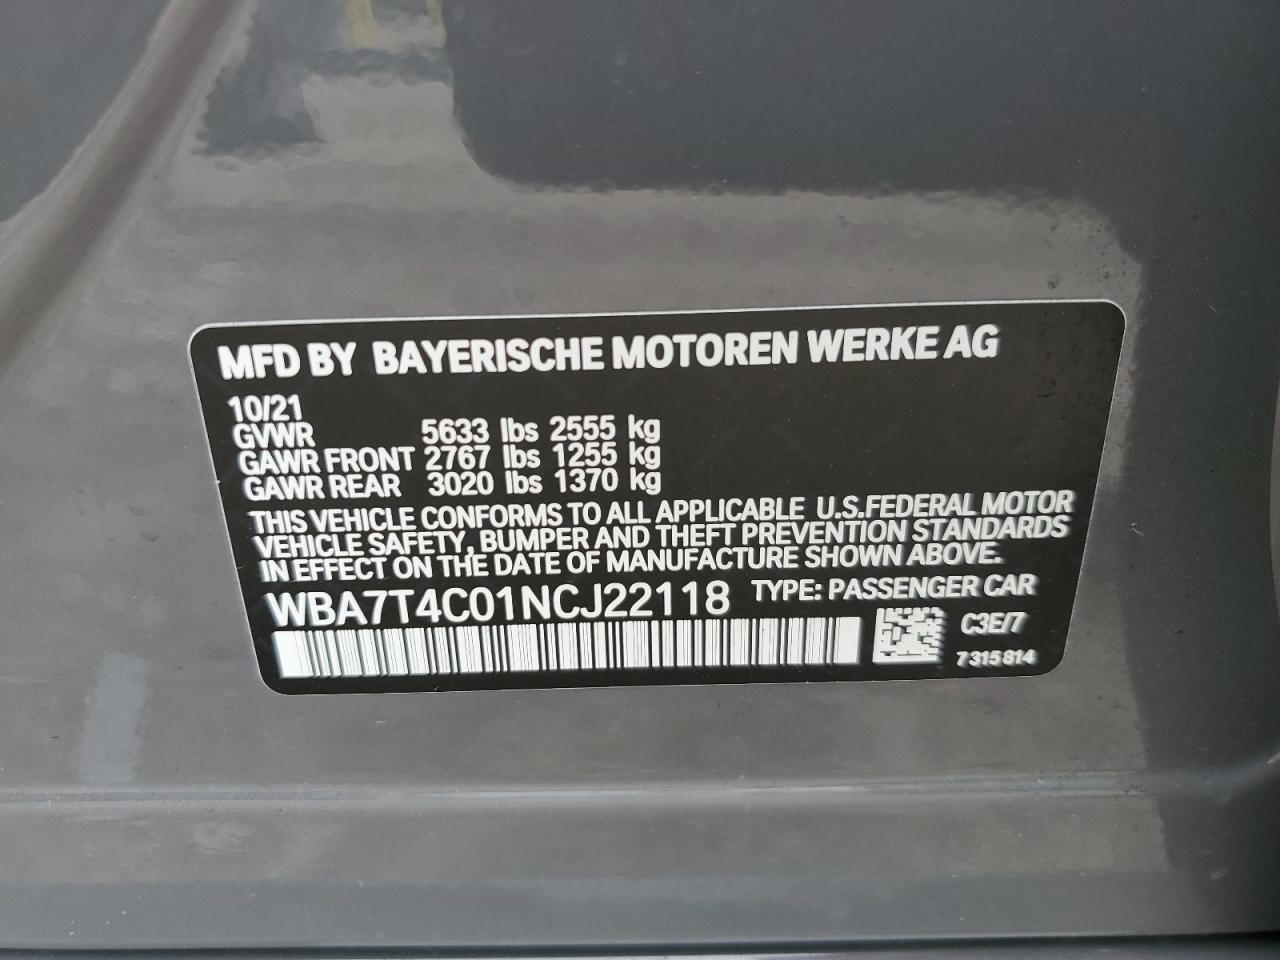 MFD BY BAYERISCHE MOTOREN WERKE AG
10/21
GVWR 5633 lbs 2555 kg
GAWR FRONT 2767 lbs 1255 kg
GAWR REAR 3020 lbs 1370 kg
THIS VEHICLE CONFORMS TO ALL APPLICABLE U.S.FEDERAL MOTOR
VEHICLE SAFETY, BUMPER AND THEFT PREVENTION STANDARDS
IN EFFECT ON THE DATE OF MANUFACTURE SHOWN ABOVE.
WBA7T4C01NCJ22118 TYPE: PASSENGER CAR
C3E/7
7 315 814